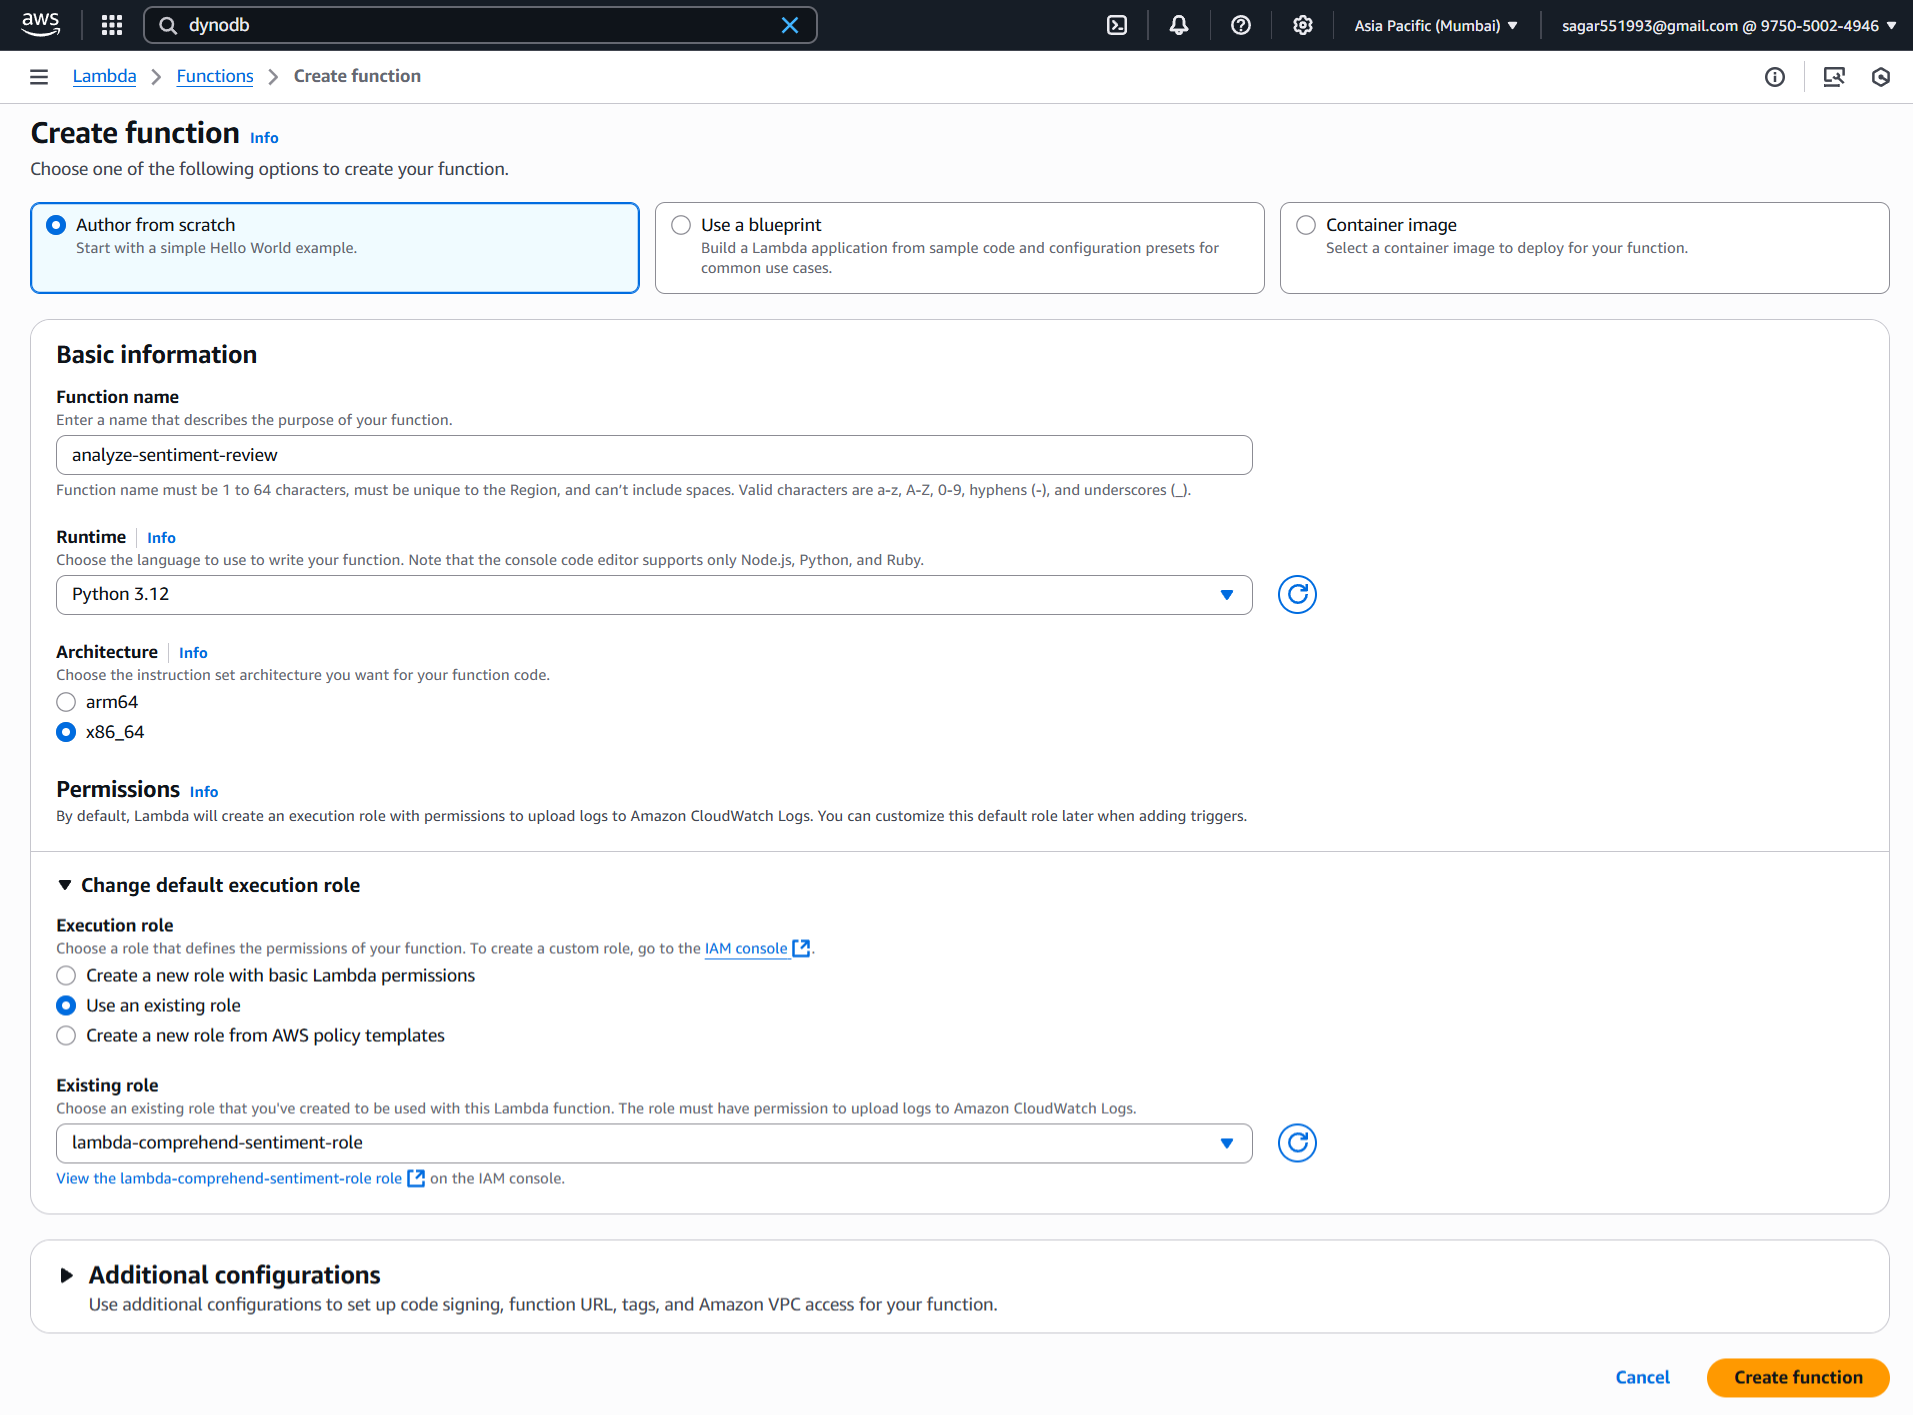 aws
dynodb
Asia Pacific (Mumbai)
sagar551993@gmail.com @ 9750-5002-4946
Lambda
Functions
Create function
Create function Info
Choose one of the following options to create your function.
Author from scratch
Start with a simple Hello World example.
Use a blueprint
Build a Lambda application from sample code and configuration presets for
common use cases.
Container image
Select a container image to deploy for your function.
Basic information
Function name
Enter a name that describes the purpose of your function.
analyze-sentiment-review
Function name must be 1 to 64 characters, must be unique to the Region, and can’t include spaces. Valid characters are a-z, A-Z, 0-9, hyphens (-), and underscores (_).
Runtime Info
Choose the language to use to write your function. Note that the console code editor supports only Node.js, Python, and Ruby.
Python 3.12
Architecture Info
Choose the instruction set architecture you want for your function code.
arm64
x86_64
Permissions Info
By default, Lambda will create an execution role with permissions to upload logs to Amazon CloudWatch Logs. You can customize this default role later when adding triggers.
Change default execution role
Execution role
Choose a role that defines the permissions of your function. To create a custom role, go to the IAM console.
Create a new role with basic Lambda permissions
Use an existing role
Create a new role from AWS policy templates
Existing role
Choose an existing role that you've created to be used with this Lambda function. The role must have permission to upload logs to Amazon CloudWatch Logs.
lambda-comprehend-sentiment-role
View the lambda-comprehend-sentiment-role role on the IAM console.
Additional configurations
Use additional configurations to set up code signing, function URL, tags, and Amazon VPC access for your function.
Cancel
Create function